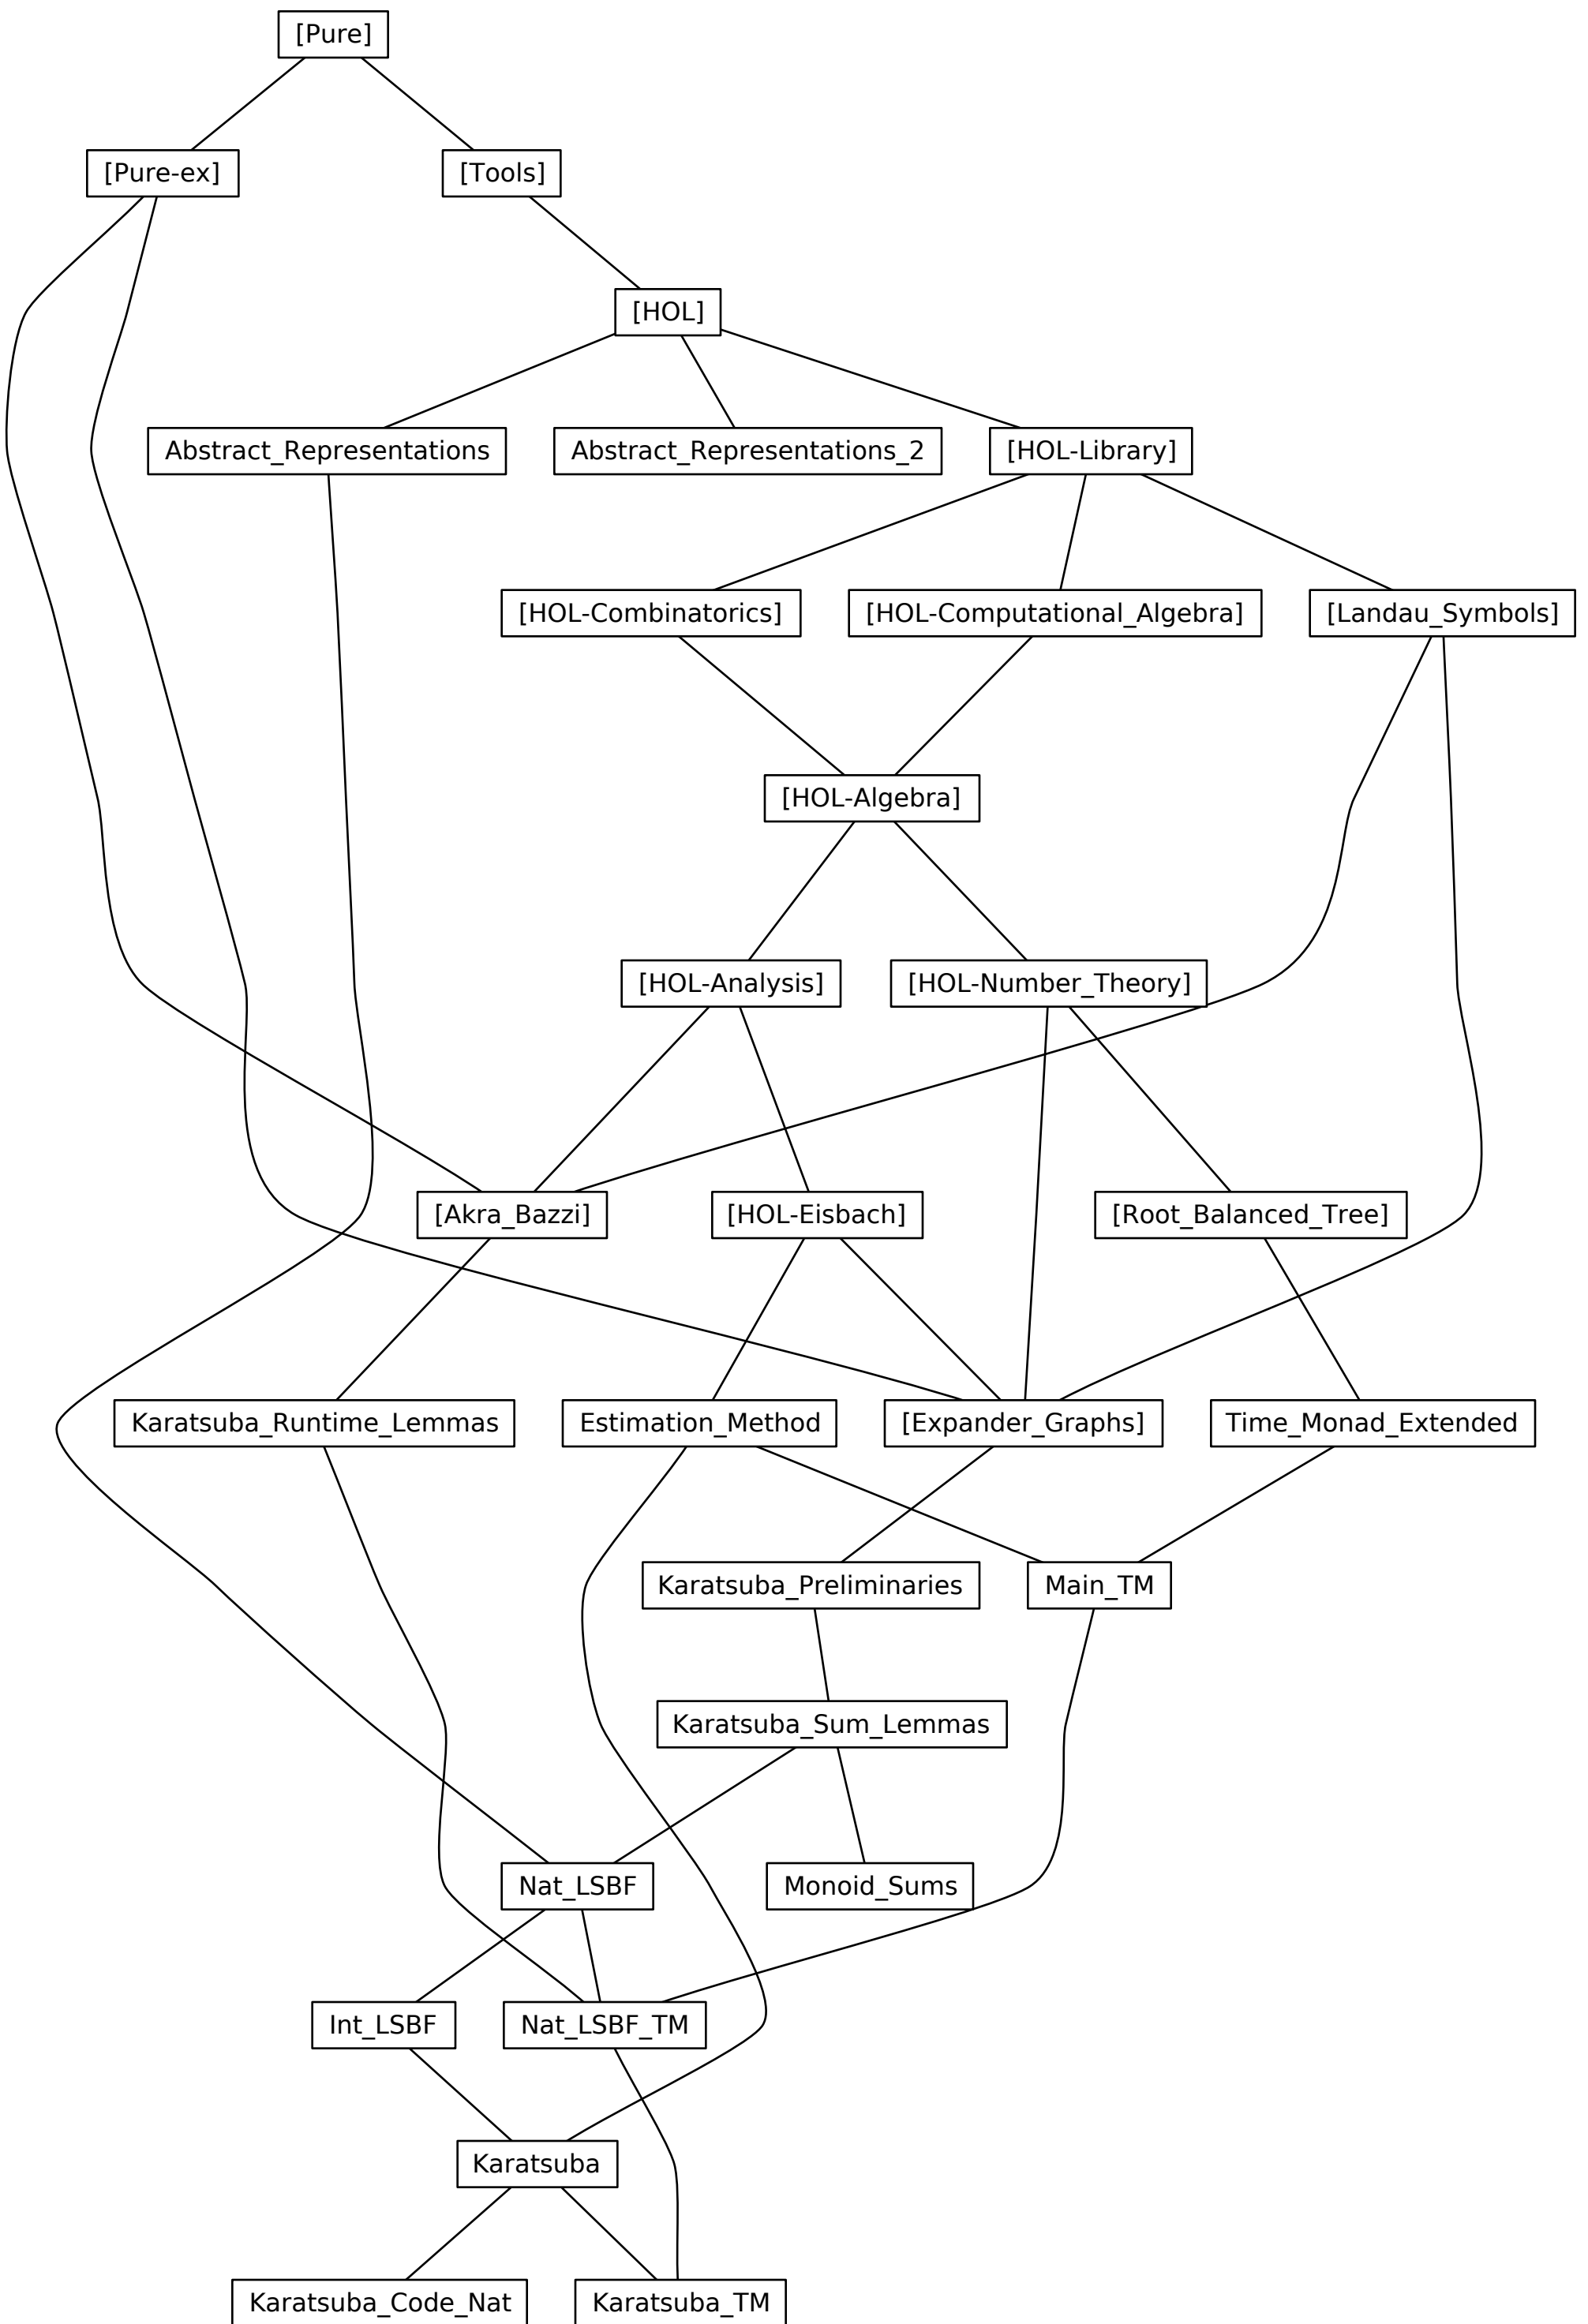 [Pure]
[Pure-ex]
[Tools]
[HOL]
Abstract_Representations
Abstract_Representations_2
[HOL-Library]
[HOL-Combinatorics]
[HOL-Computational_Algebra]
[Landau_Symbols]
[HOL-Algebra]
[HOL-Analysis]
[HOL-Number_Theory]
[Akra_Bazzi]
[HOL-Eisbach]
[Root_Balanced_Tree]
Karatsuba_Runtime_Lemmas
Estimation_Method
[Expander_Graphs]
Time_Monad_Extended
Karatsuba_Preliminaries
Main_TM
Karatsuba_Sum_Lemmas
Nat_LSBF
Monoid_Sums
Int_LSBF
Nat_LSBF_TM
Karatsuba
Karatsuba_Code_Nat
Karatsuba_TM